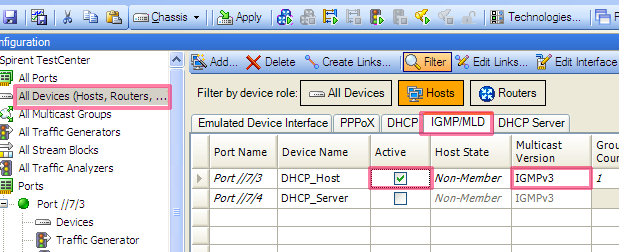 Chassis Apply Technologies...
nfiguration
Spirent TestCenter
All Ports
All Devices (Hosts, Routers, ...
All Multicast Groups
All Traffic Generators
All Stream Blocks
All Traffic Analyzers
Ports
Port //7/3
Devices
Traffic Generator
Add... Delete Create Links... Filter Edit Links... Edit Interface
Filter by device role: All Devices Hosts Routers
Emulated Device Interface PPPoX DHCP IGMP/MLD DHCP Server
Port Name Device Name Active Host State Multicast Version Grou Coun
Port //7/3 DHCP_Host Non-Member IGMPv3 1
Port //7/4 DHCP_Server Non-Member IGMPv3